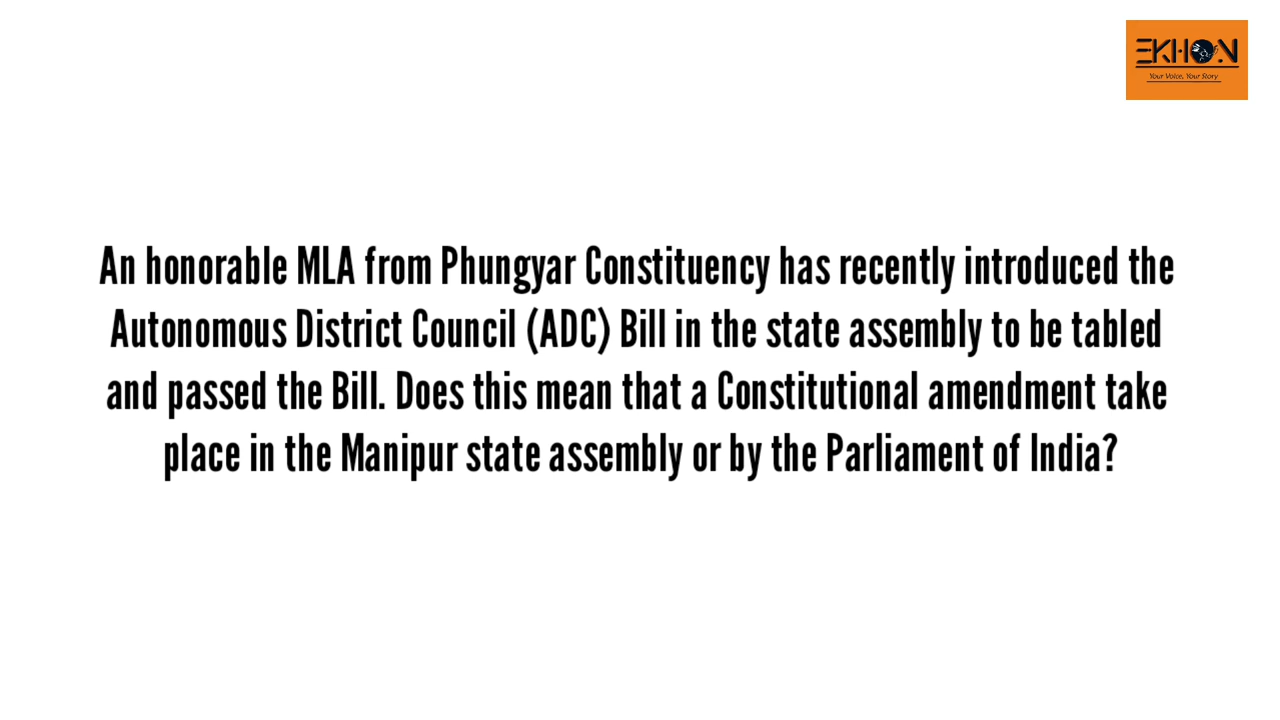 EKHON
Your Voice, Your Story
An honorable MLA from Phungyar Constituency has recently introduced the
Autonomous District Council (ADC) Bill in the state assembly to be tabled
and passed the Bill. Does this mean that a Constitutional amendment take
place in the Manipur state assembly or by the Parliament of India?